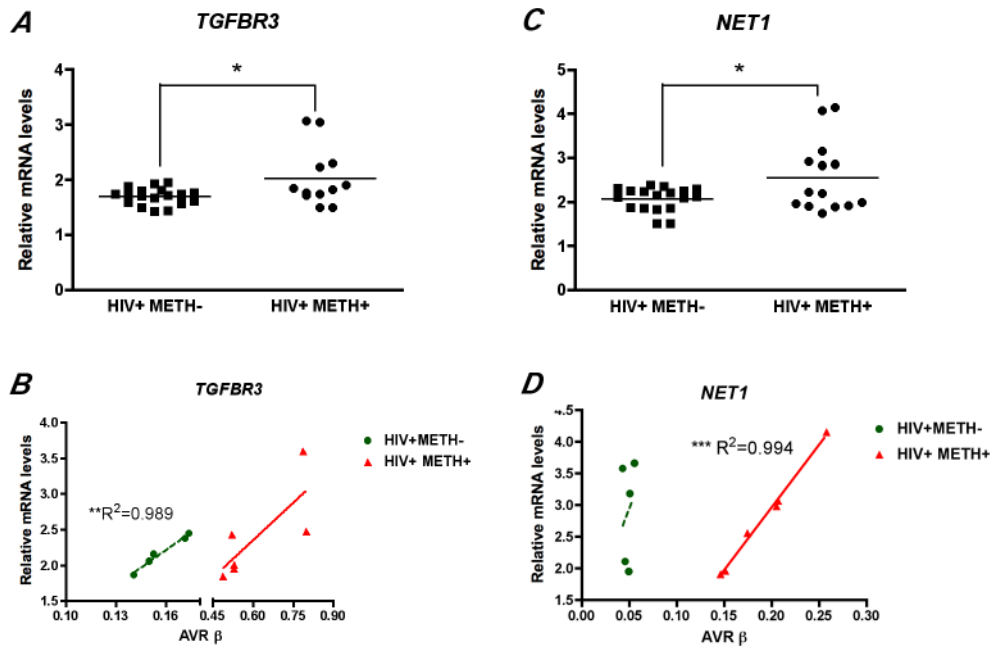 A
TGFBR3
Relative mRNA levels
4
3
2
1
0
*
HIV+ METH-
HIV+ METH+
C
NET1
Relative mRNA levels
5
4
3
2
1
0
*
HIV+ METH-
HIV+ METH+
B
TGFBR3
Relative mRNA levels
4.0
3.5
3.0
2.5
2.0
1.5
**R²=0.989
HIV+METH-
HIV+ METH+
0.10 0.13 0.16 0.45 0.60 0.75 0.90
AVR β
D
NET1
Relative mRNA levels
4.5
4.0
3.5
3.0
2.5
2.0
1.5
*** R²=0.994
HIV+METH-
HIV+ METH+
0.00 0.05 0.10 0.15 0.20 0.25 0.30
AVR β